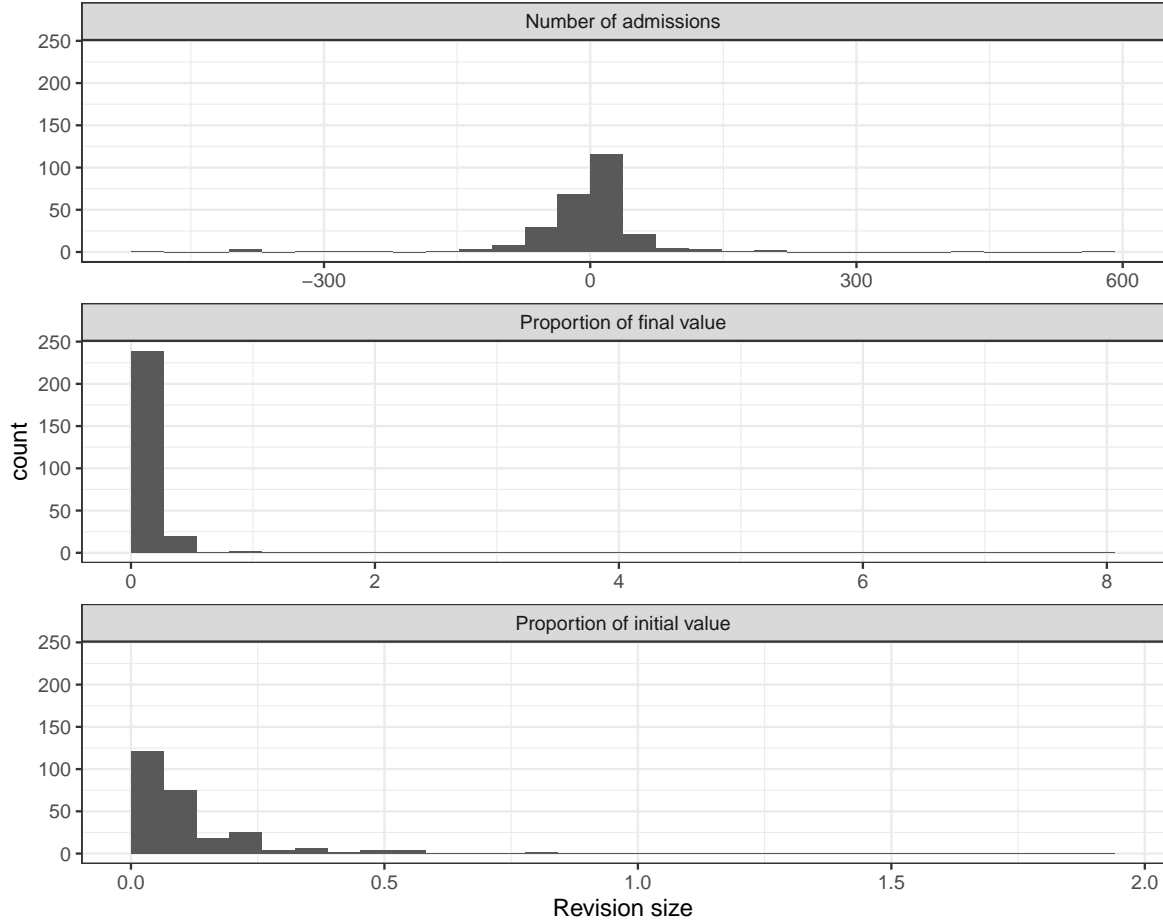 Number of admissions
250
200
150
100
50
0
−300 0 300 600
Proportion of final value
250
200
150
100
50
0
0 2 4 6 8
count
Proportion of initial value
250
200
150
100
50
0
0.0 0.5 1.0 1.5 2.0
Revision size